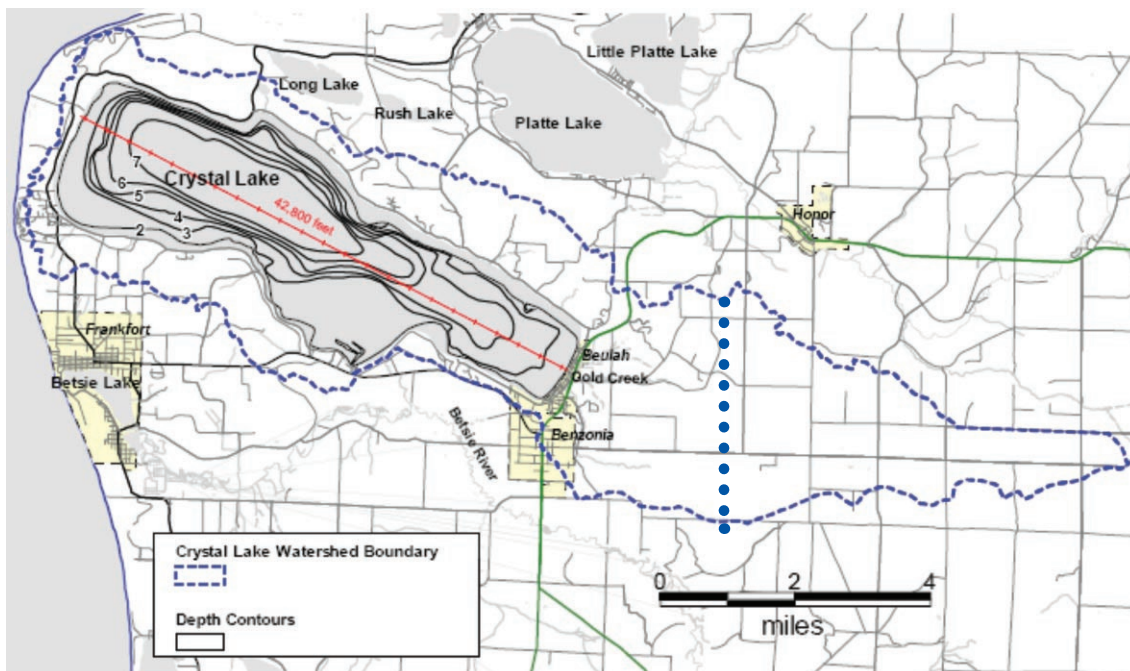 Little Platte Lake
Long Lake
Rush Lake
Platte Lake
7
Crystal Lake
6
5
4
3
2
42,800 feet
Honor
Frankfort
Betsie Lake
Beulah
Gold Creek
Betsie River
Benzonia
Crystal Lake Watershed Boundary
Depth Contours
0 2 4
miles